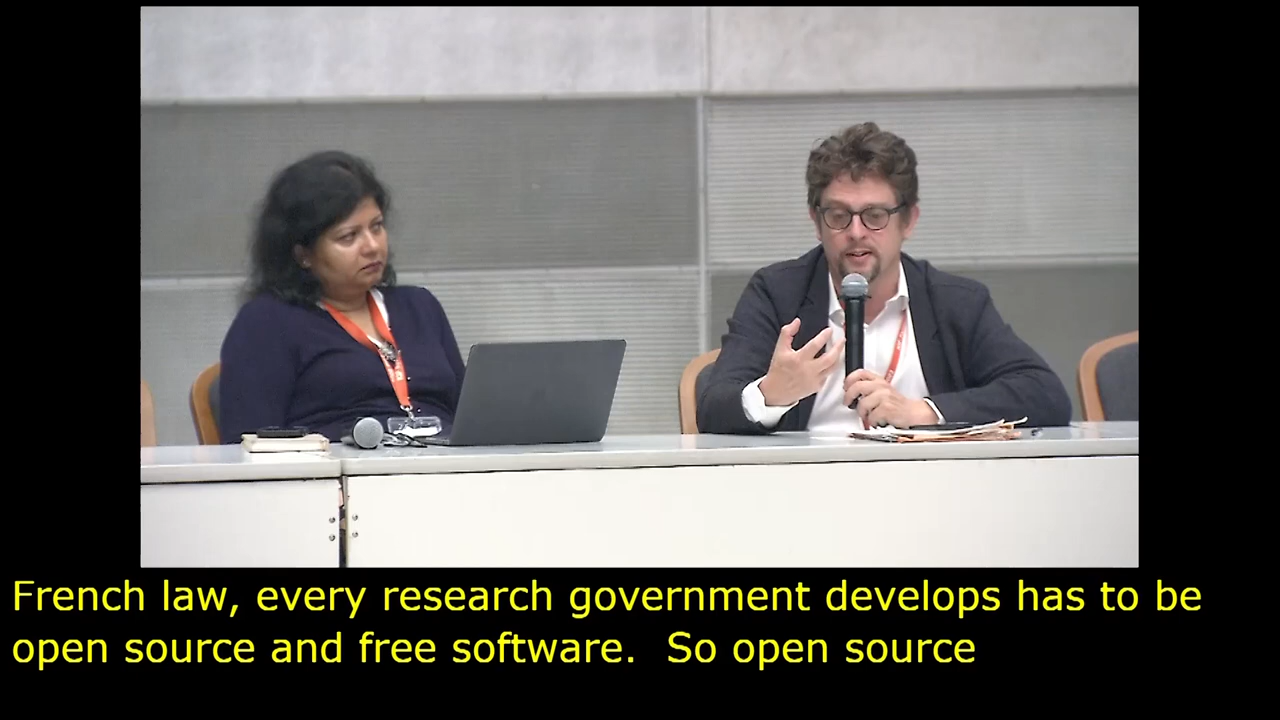 French law, every research government develops has to be
open source and free software.  So open source